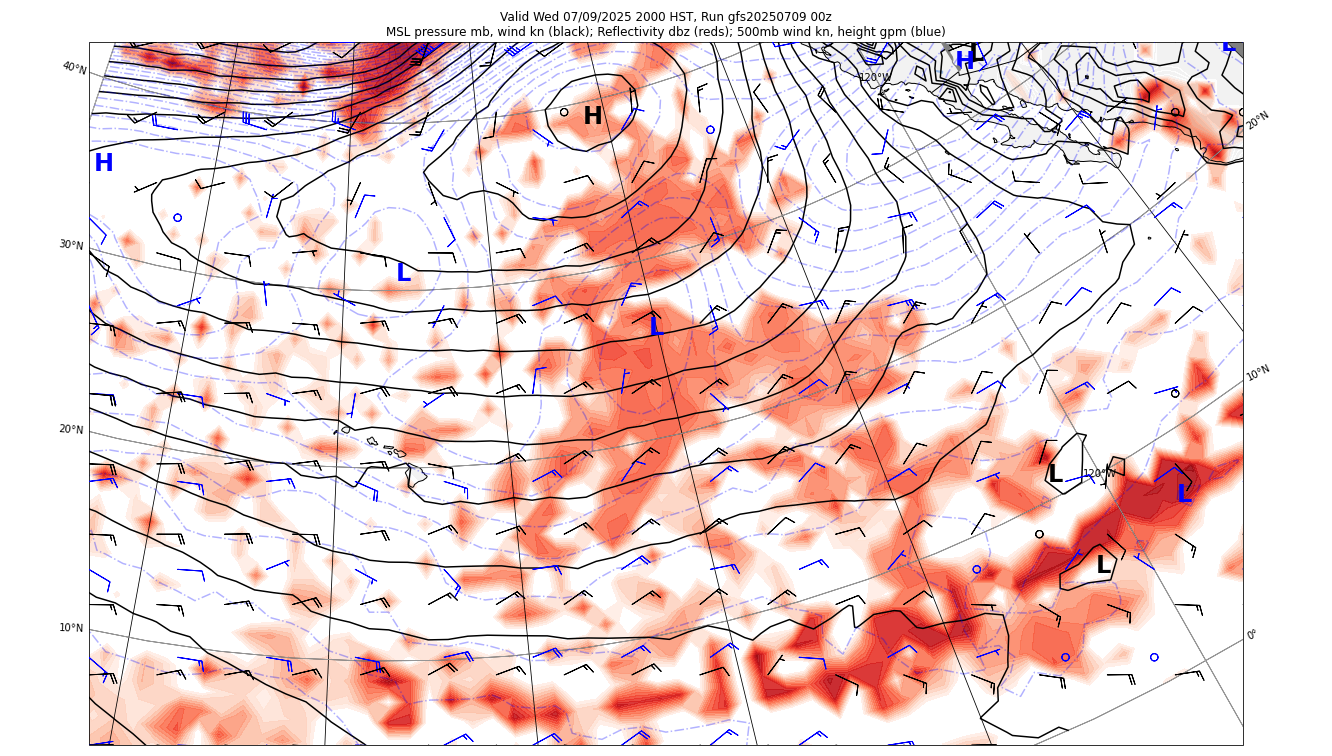 Valid Wed 07/09/2025 2000 HST, Run gfs20250709 00z
MSL pressure mb, wind kn (black); Reflectivity dbz (reds); 500mb wind kn, height gpm (blue)
L
L
H
40°N
120°W
H
20°N
H
30°N
L
L
10°N
20°N
L
120°W
L
L
10°N
0°